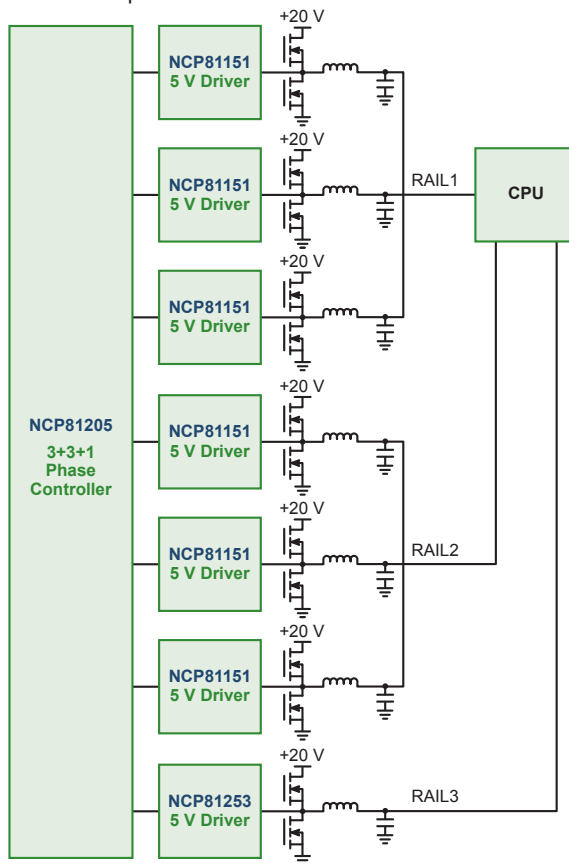 +20 V
NCP81151
5 V Driver
+20 V
NCP81151
5 V Driver
RAIL1
CPU
+20 V
NCP81151
5 V Driver
+20 V
NCP81151
5 V Driver
NCP81205
3+3+1
Phase
Controller
+20 V
NCP81151
5 V Driver
RAIL2
+20 V
NCP81151
5 V Driver
+20 V
NCP81253
5 V Driver
RAIL3